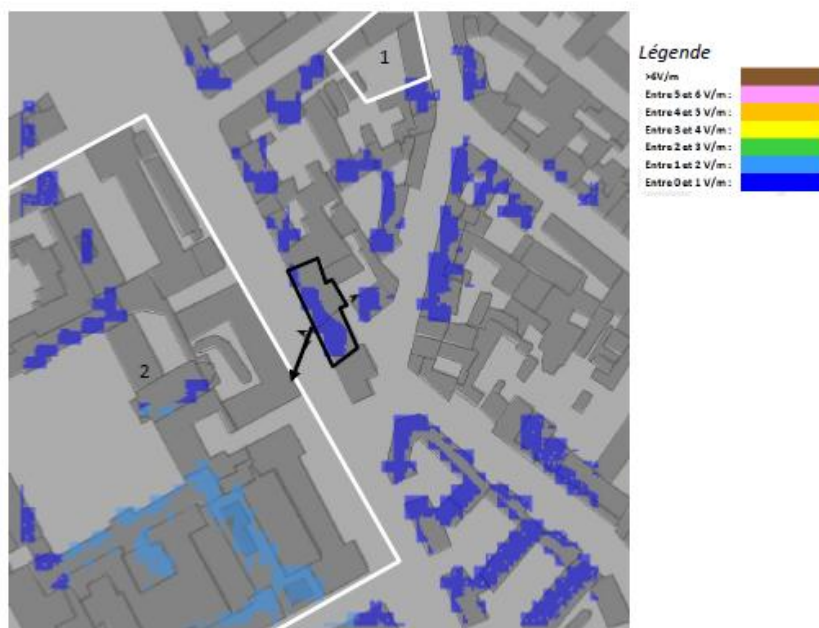 1
2
Légende
>6V/m
Entre 5 et 6 V/m :
Entre 4 et 5 V/m :
Entre 3 et 4 V/m :
Entre 2 et 3 V/m :
Entre 1 et 2 V/m :
Entre 0 et 1 V/m :